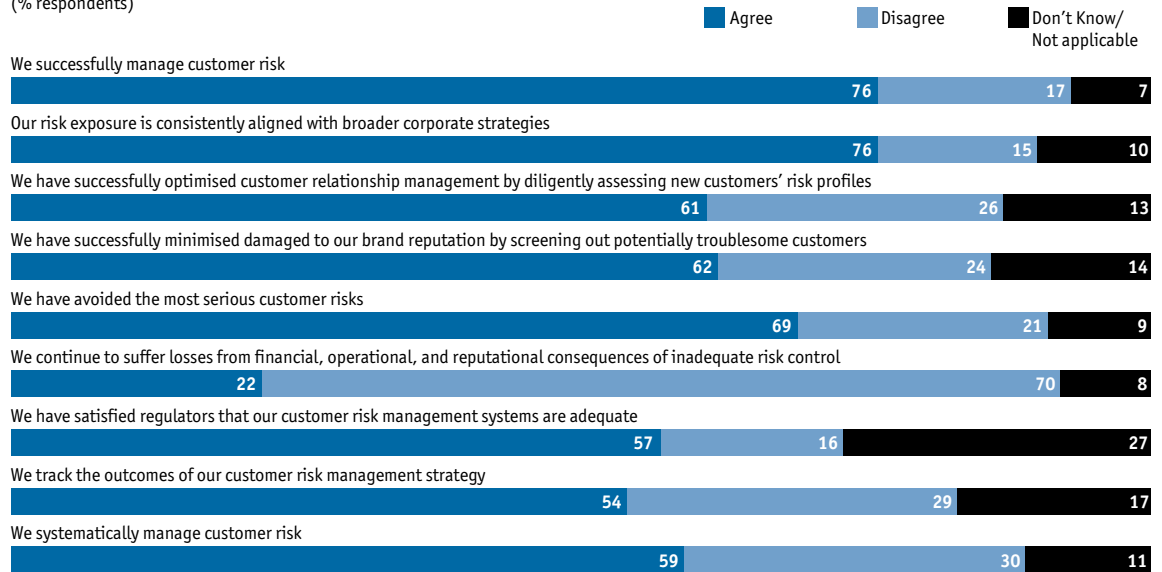 (% respondents)
Agree
Disagree
Don't Know/
Not applicable
We successfully manage customer risk
76 17 7
Our risk exposure is consistently aligned with broader corporate strategies
76 15 10
We have successfully optimised customer relationship management by diligently assessing new customers' risk profiles
61 26 13
We have successfully minimised damaged to our brand reputation by screening out potentially troublesome customers
62 24 14
We have avoided the most serious customer risks
69 21 9
We continue to suffer losses from financial, operational, and reputational consequences of inadequate risk control
22 70 8
We have satisfied regulators that our customer risk management systems are adequate
57 16 27
We track the outcomes of our customer risk management strategy
54 29 17
We systematically manage customer risk
59 30 11